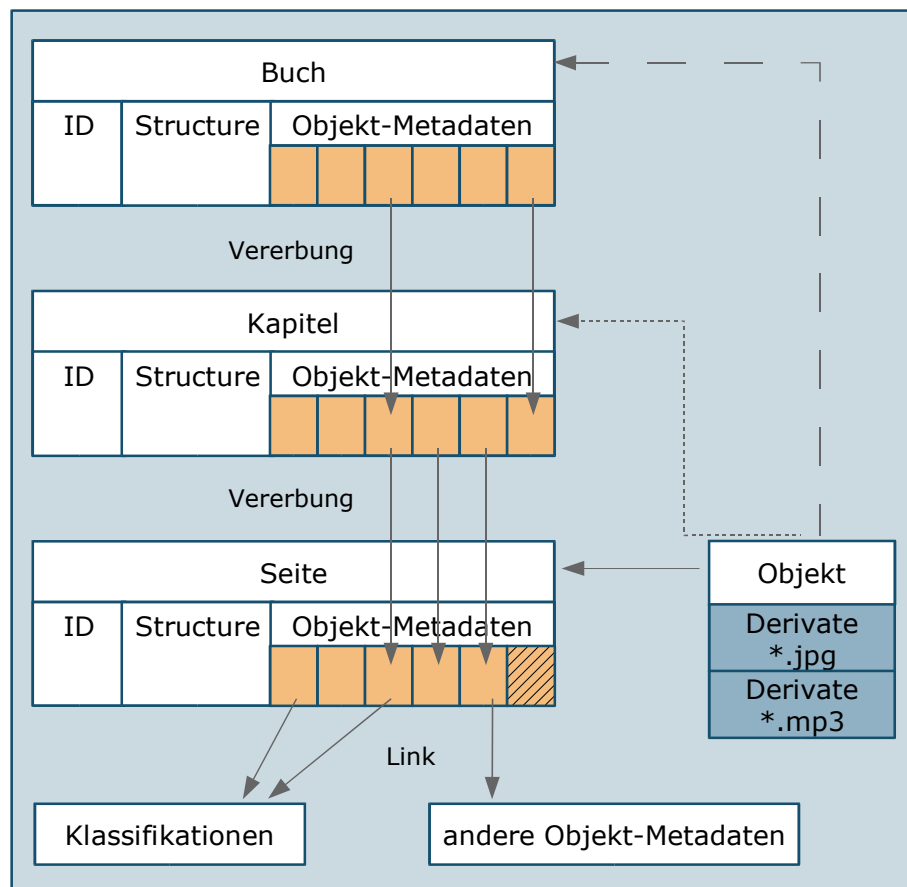 Buch
ID Structure Objekt-Metadaten
Vererbung
Kapitel
ID Structure Objekt-Metadaten
Vererbung
Seite
ID Structure Objekt-Metadaten
Objekt
Derivate
*.jpg
Derivate
*.mp3
Link
Klassifikationen
andere Objekt-Metadaten